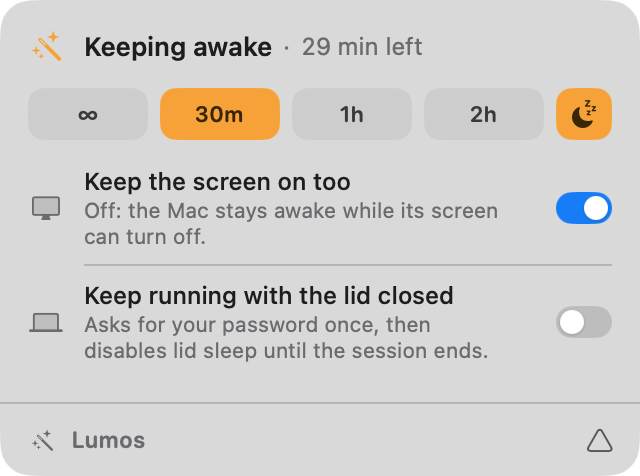 Keeping awake · 29 min left
∞ 30m 1h 2h zzz
Keep the screen on too
Off: the Mac stays awake while its screen
can turn off.
Keep running with the lid closed
Asks for your password once, then
disables lid sleep until the session ends.
Lumos